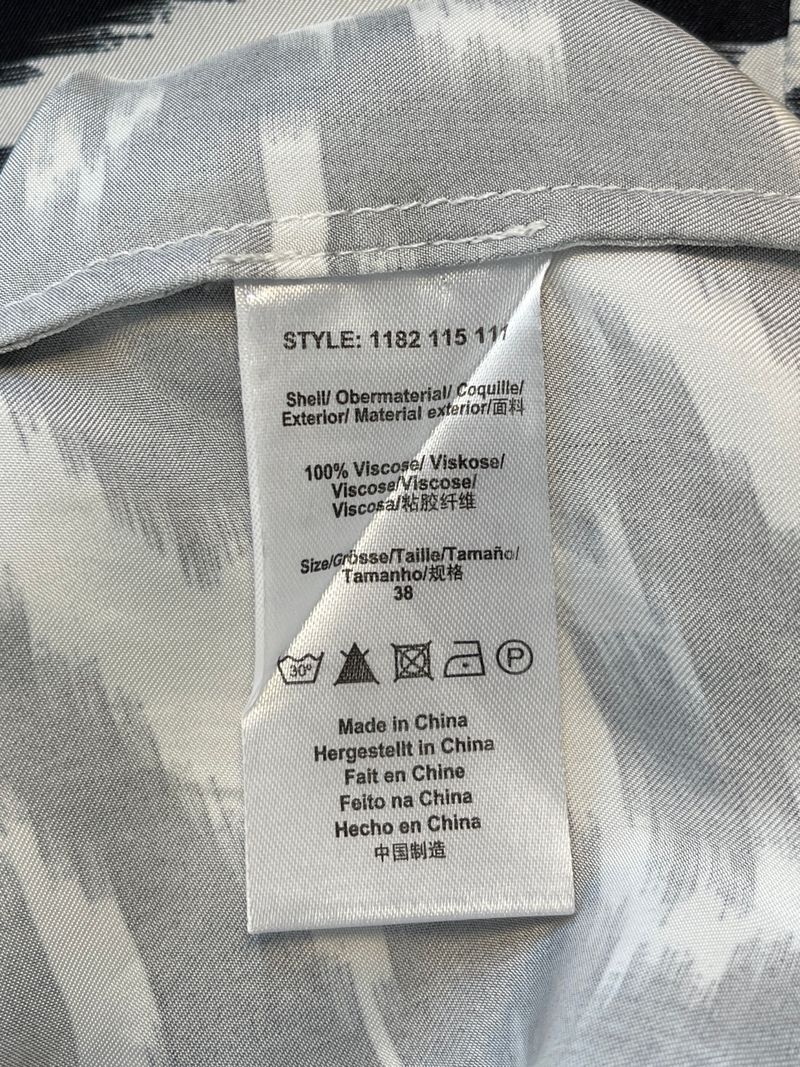 STYLE: 1182 115 111
Shell/ Obermaterial/ Coquille/
Exterior/ Material exterior/面料
100% Viscose/ Viskose/
Viscose/Viscose/
Viscosa/粘胶纤维
Size/Grösse/Taille/Tamaño/
Tamanho/规格
38
30° P
Made in China
Hergestellt in China
Fait en Chine
Feito na China
Hecho en China
中国制造